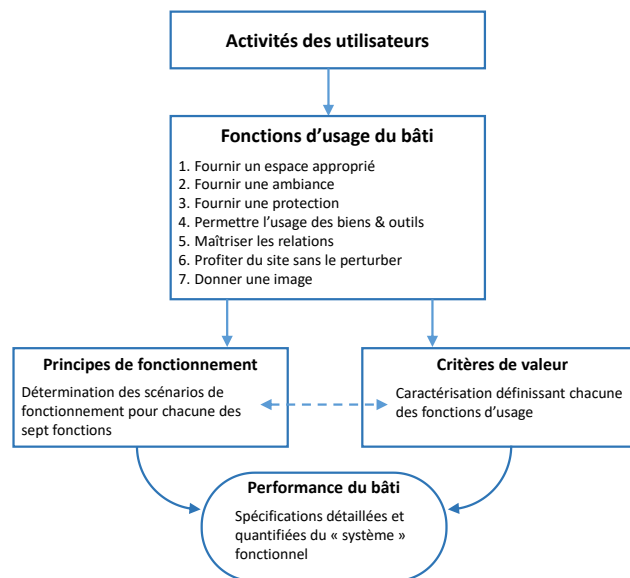 Activités des utilisateurs
Fonctions d’usage du bâti
1. Fournir un espace approprié
2. Fournir une ambiance
3. Fournir une protection
4. Permettre l’usage des biens & outils
5. Maîtriser les relations
6. Profiter du site sans le perturber
7. Donner une image
Principes de fonctionnement
Détermination des scénarios de
fonctionnement pour chacune des
sept fonctions
Critères de valeur
Caractérisation définissant chacune
des fonctions d’usage
Performance du bâti
Spécifications détaillées et
quantifiées du « système »
fonctionnel